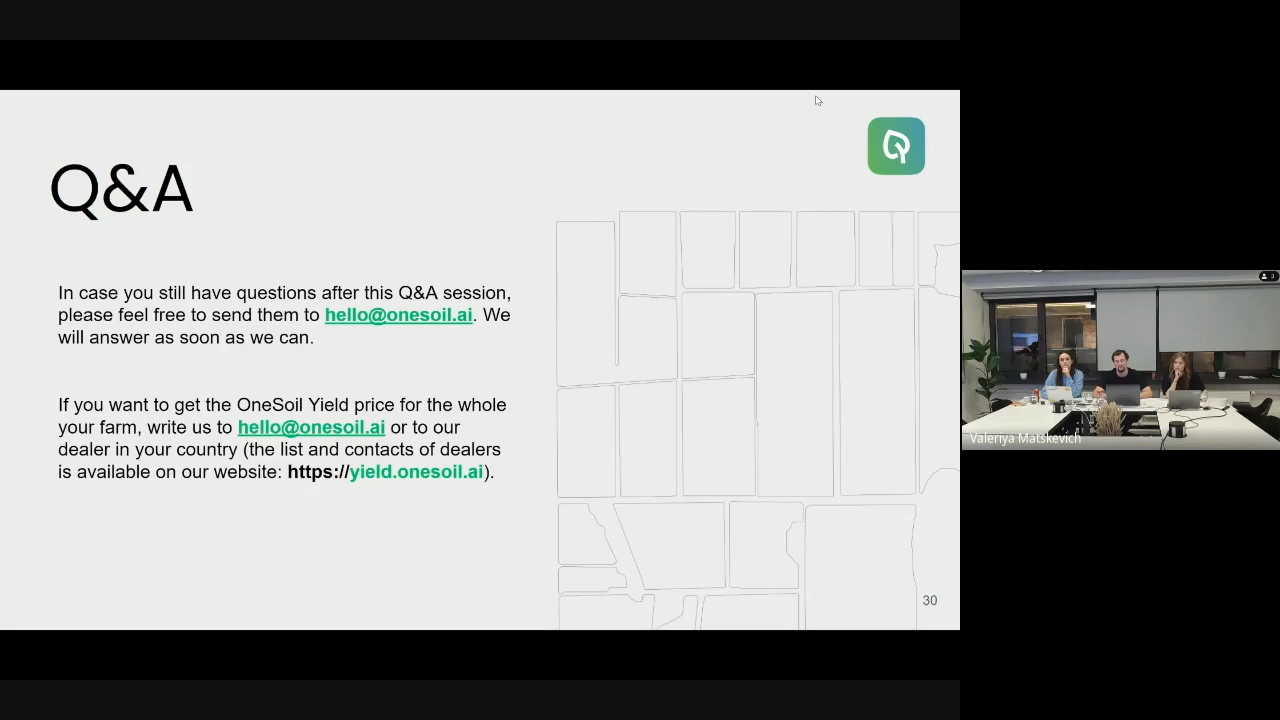 Q&A
In case you still have questions after this Q&A session,
please feel free to send them to hello@onesoil.ai. We
will answer as soon as we can.
If you want to get the OneSoil Yield price for the whole
your farm, write us to hello@onesoil.ai or to our
dealer in your country (the list and contacts of dealers
is available on our website: https://yield.onesoil.ai).
30
3
Valeriya Matskevich